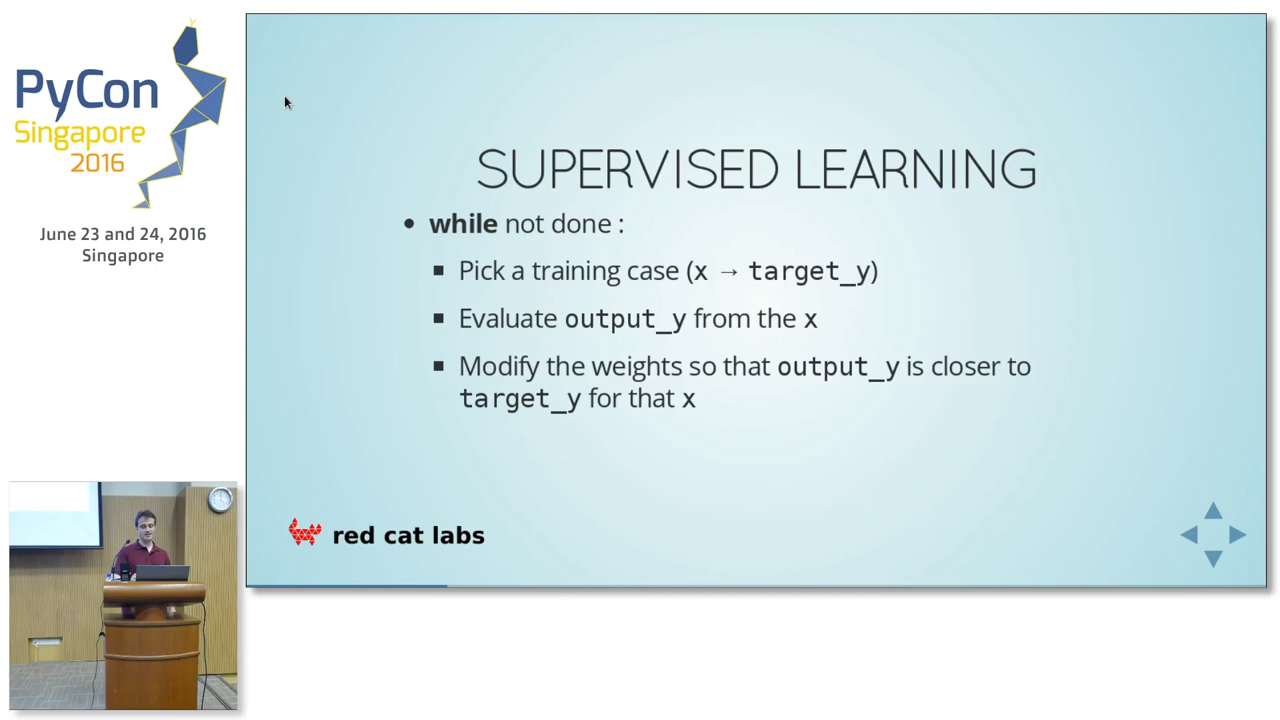 PyCon
Singapore
2016
June 23 and 24, 2016
Singapore
SUPERVISED LEARNING
• while not done :
▪ Pick a training case (x → target_y)
▪ Evaluate output_y from the x
▪ Modify the weights so that output_y is closer to
target_y for that x
red cat labs